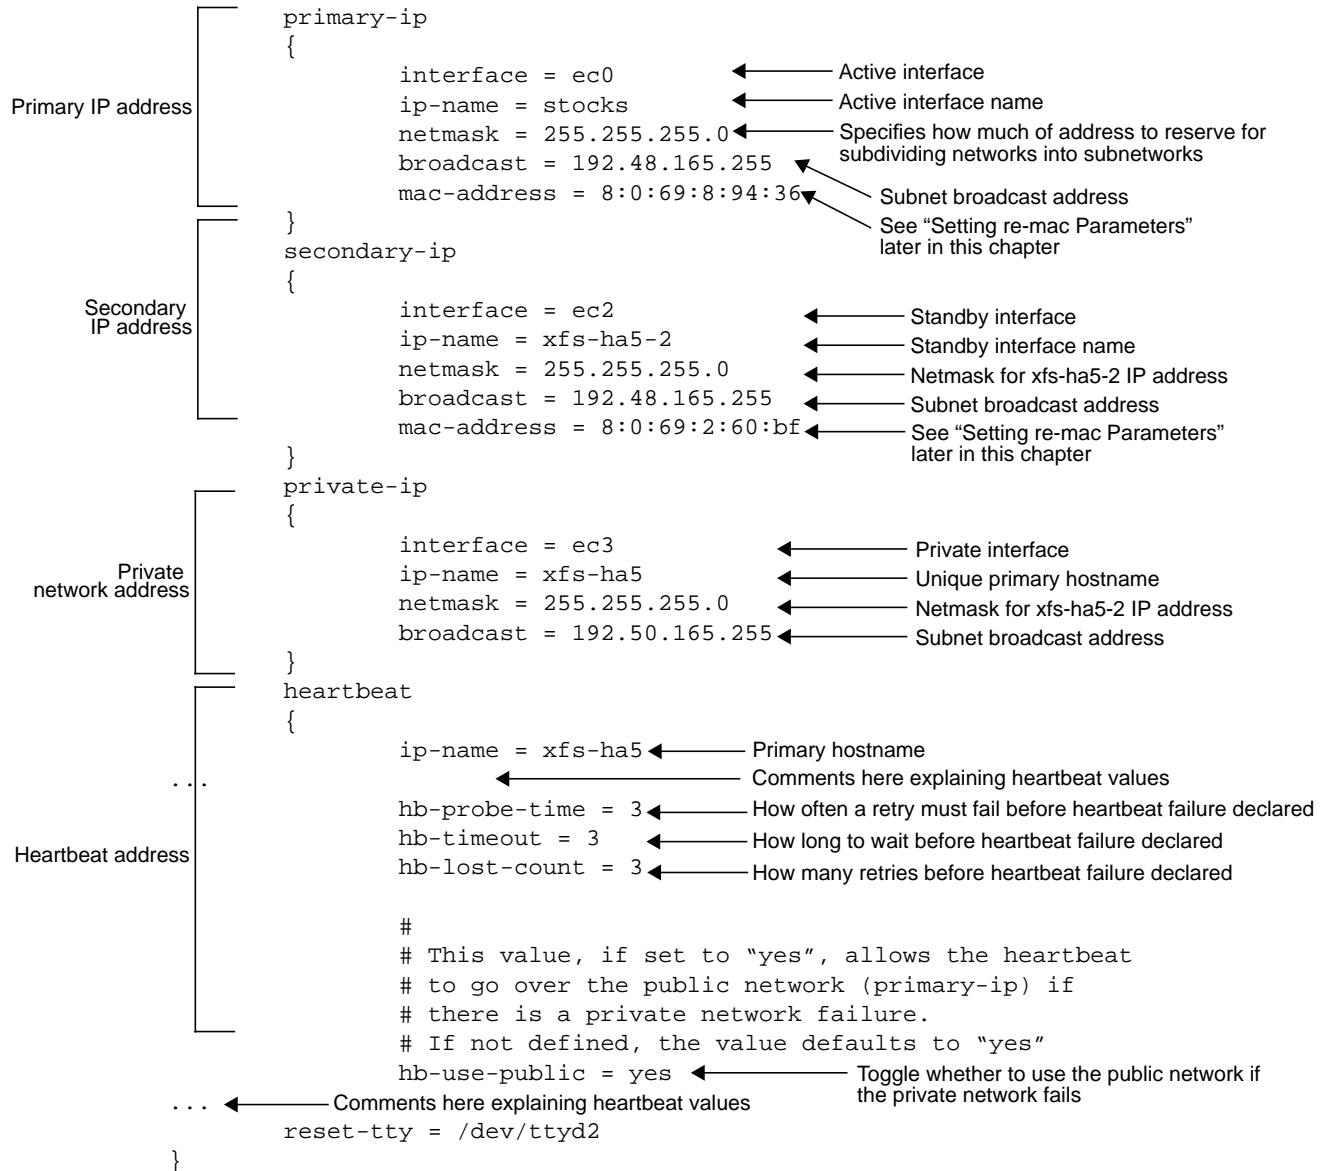 primary-ip
{
interface = ec0 Active interface
Primary IP address ip-name = stocks Active interface name
netmask = 255.255.255.0 Specifies how much of address to reserve for
subdividing networks into subnetworks
broadcast = 192.48.165.255
mac-address = 8:0:69:8:94:36 Subnet broadcast address
} See “Setting re-mac Parameters”
later in this chapter
secondary-ip
{
Secondary
IP address
interface = ec2 Standby interface
ip-name = xfs-ha5-2 Standby interface name
netmask = 255.255.255.0 Netmask for xfs-ha5-2 IP address
broadcast = 192.48.165.255 Subnet broadcast address
mac-address = 8:0:69:2:60:bf See “Setting re-mac Parameters”
later in this chapter
}
private-ip
{
interface = ec3 Private interface
Private
network address
ip-name = xfs-ha5 Unique primary hostname
netmask = 255.255.255.0 Netmask for xfs-ha5-2 IP address
broadcast = 192.50.165.255 Subnet broadcast address
}
heartbeat
{
ip-name = xfs-ha5 Primary hostname
... Comments here explaining heartbeat values
hb-probe-time = 3 How often a retry must fail before heartbeat failure declared
hb-timeout = 3 How long to wait before heartbeat failure declared
Heartbeat address
hb-lost-count = 3 How many retries before heartbeat failure declared
#
# This value, if set to “yes”, allows the heartbeat
# to go over the public network (primary-ip) if
# there is a private network failure.
# If not defined, the value defaults to “yes”
hb-use-public = yes Toggle whether to use the public network if
the private network fails
... Comments here explaining heartbeat values
reset-tty = /dev/ttyd2
}